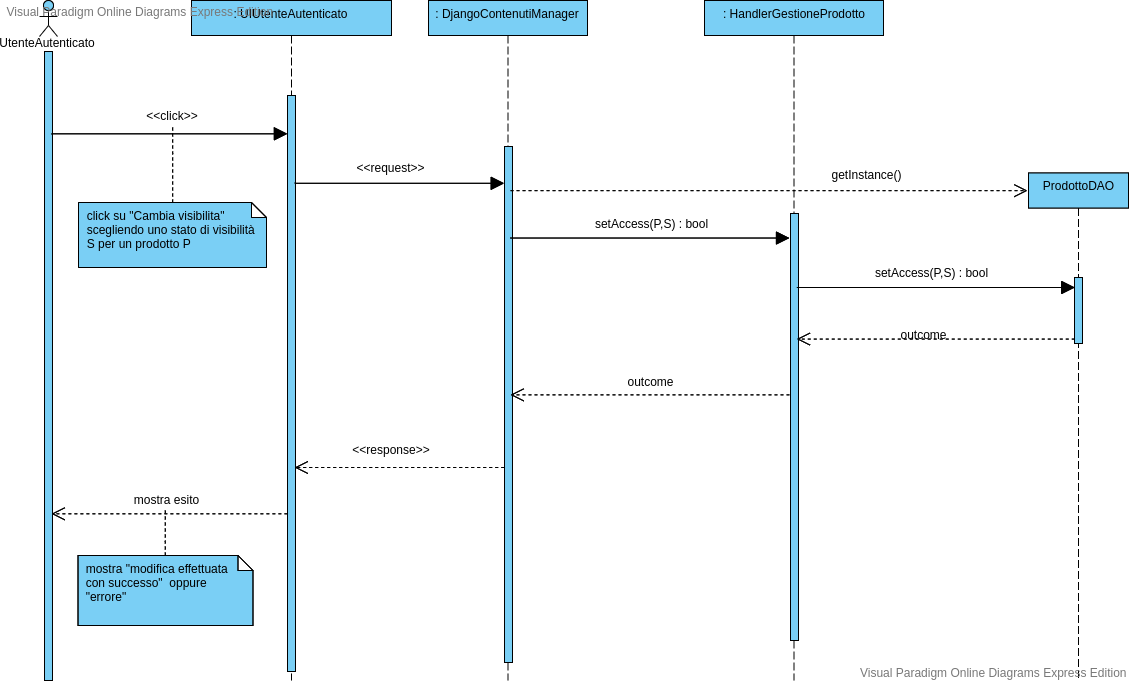 Visual Paradigm Online Diagrams Express Edition
: UIUtenteAutenticato
: DjangoContenutiManager
: HandlerGestioneProdotto
UtenteAutenticato
<<click>>
<<request>>
getInstance()
ProdottoDAO
click su "Cambia visibilita"
scegliendo uno stato di visibilità
S per un prodotto P
setAccess(P,S) : bool
setAccess(P,S) : bool
outcome
outcome
<<response>>
mostra esito
mostra "modifica effettuata
con successo"  oppure
"errore"
Visual Paradigm Online Diagrams Express Edition